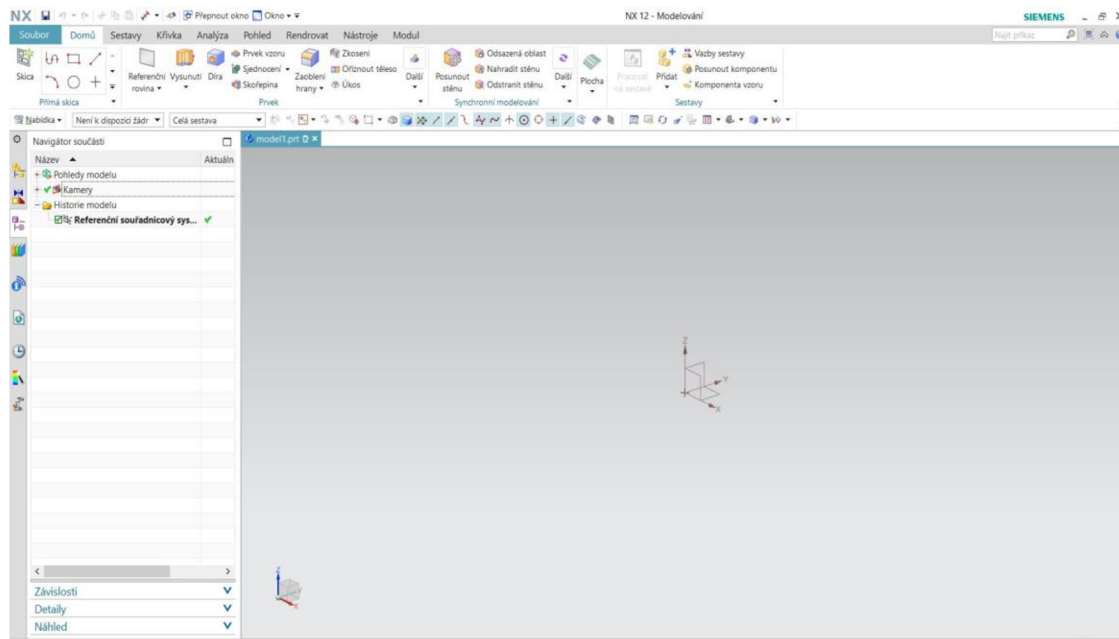 NX Přepnout okno Okno NX 12 - Modelování SIEMENS
Soubor Domů Sestavy Křivka Analýza Pohled Rendrovat Nástroje Modul Najít příkaz
Skica Referenční rovina Vysunutí Díra Prvek vzoru Sjednocení Skořepina Zaoblení hrany Zkosení Oříznout těleso Úkos Další Posunout stěnu Odsazená oblast Nahradit stěnu Odstranit stěnu Další Plocha Pracovat na sestavě Přidat Vazby sestavy Posunout komponentu Komponenta vzoru
Přímá skica Prvek Synchronní modelování Sestavy
Nabídka Není k dispozici žádr Celá sestava
Navigátor součásti model1.prt
Název Aktuáln
Pohledy modelu
Kamery
Historie modelu
Referenční souřadnicový sys...
Z
Y
X
Závislosti
Detaily
Náhled
Z
X